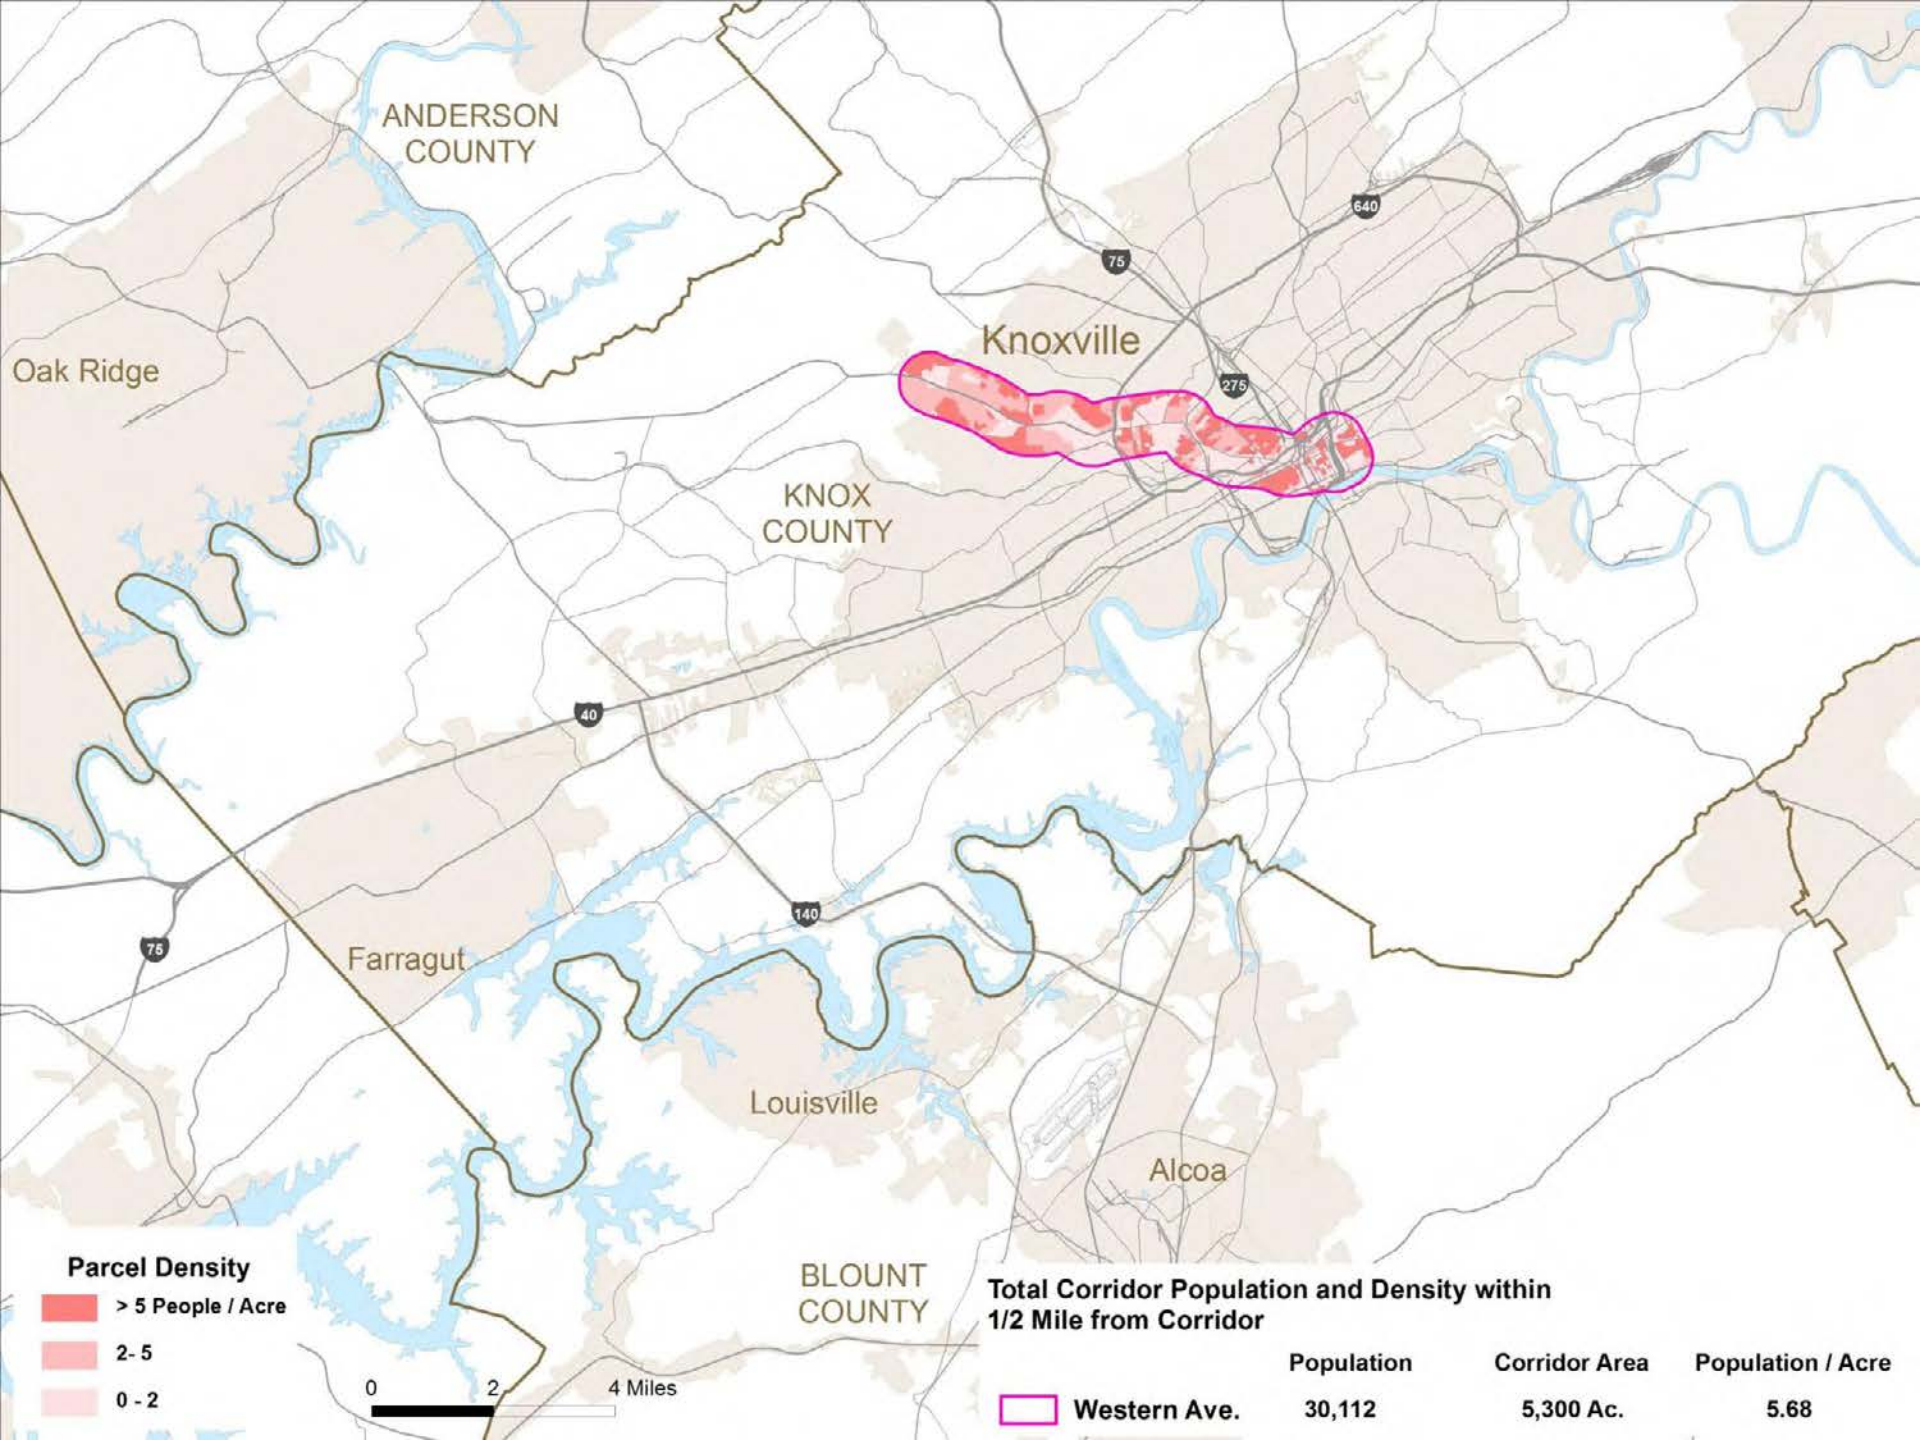 ANDERSON
COUNTY
640
75
Knoxville
Oak Ridge
275
KNOX
COUNTY
40
140
75
Farragut
Louisville
Alcoa
BLOUNT
COUNTY
Parcel Density
> 5 People / Acre
2- 5
0 - 2
0 2 4 Miles
Total Corridor Population and Density within
1/2 Mile from Corridor
Population Corridor Area Population / Acre
Western Ave. 30,112 5,300 Ac. 5.68